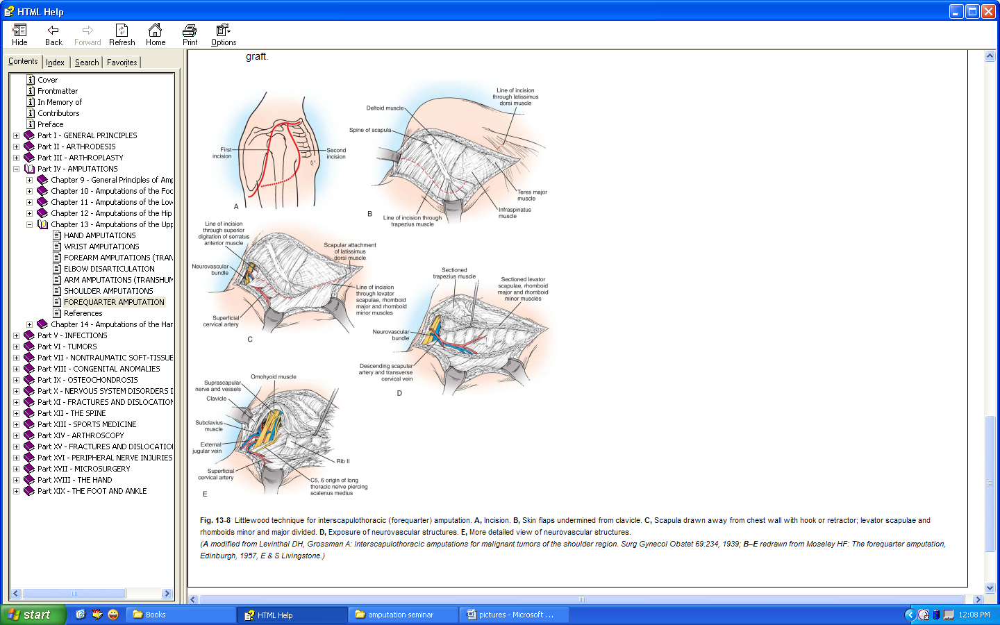 HTML Help
Hide
Back
Forward
Refresh
Home
Print
Options
Contents
Index
Search
Favorites
Cover
Frontmatter
In Memory of
Contributors
Preface
Part I - GENERAL PRINCIPLES
Part II - ARTHRODESIS
Part III - ARTHROPLASTY
Part IV - AMPUTATIONS
Chapter 9 - General Principles of Amp
Chapter 10 - Amputations of the Foo
Chapter 11 - Amputations of the Low
Chapter 12 - Amputations of the Hip
Chapter 13 - Amputations of the Upp
HAND AMPUTATIONS
WRIST AMPUTATIONS
FOREARM AMPUTATIONS (TRAN
ELBOW DISARTICULATION
ARM AMPUTATIONS (TRANSHUM
SHOULDER AMPUTATIONS
FOREQUARTER AMPUTATION
References
Chapter 14 - Amputations of the Har
Part V - INFECTIONS
Part VI - TUMORS
Part VII - NONTRAUMATIC SOFT-TISSUE
Part VIII - CONGENITAL ANOMALIES
Part IX - OSTEOCHONDROSIS
Part X - NERVOUS SYSTEM DISORDERS I
Part XI - FRACTURES AND DISLOCATION
Part XII - THE SPINE
Part XIII - SPORTS MEDICINE
Part XIV - ARTHROSCOPY
Part XV - FRACTURES AND DISLOCATIO
Part XVI - PERIPHERAL NERVE INJURIES
Part XVII - MICROSURGERY
Part XVIII - THE HAND
Part XIX - THE FOOT AND ANKLE
graft.
First
incision
Second
incision
A
Line of incision
through latissimus
dorsi muscle
Deltoid muscle
Spine of scapula
Teres major
muscle
Infraspinatus
muscle
Line of incision through
trapezius muscle
B
Line of incision
through superior
digitation of serratus
anterior muscle
Neurovascular
bundle
Scapular attachment
of latissimus
dorsi muscle
Line of incision
through levator
scapulae, rhomboid
major and rhomboid
minor muscles
Superficial
cervical artery
C
Sectioned
trapezius muscle
Sectioned levator
scapulae, rhomboid
major and rhomboid
minor muscles
Neurovascular
bundle
Descending scapular
artery and transverse
cervical vein
D
Omohyoid muscle
Suprascapular
nerve and vessels
Clavicle
Subclavius
muscle
External
jugular vein
Superficial
cervical artery
Rib II
C5, 6 origin of long
thoracic nerve piercing
scalenus medius
E
Fig. 13-8 Littlewood technique for interscapulothoracic (forequarter) amputation. A, Incision. B, Skin flaps undermined from clavicle. C, Scapula drawn away from chest wall with hook or retractor; levator scapulae and
rhomboids minor and major divided. D, Exposure of neurovascular structures. E, More detailed view of neurovascular structures.
(A modified from Levinthal DH, Grossman A: Interscapulothoracic amputations for malignant tumors of the shoulder region. Surg Gynecol Obstet 69:234, 1939; B–E redrawn from Moseley HF: The forequarter amputation,
Edinburgh, 1957, E & S Livingstone.)
start
Books
HTML Help
amputation seminar
pictures - Microsoft ...
12:08 PM